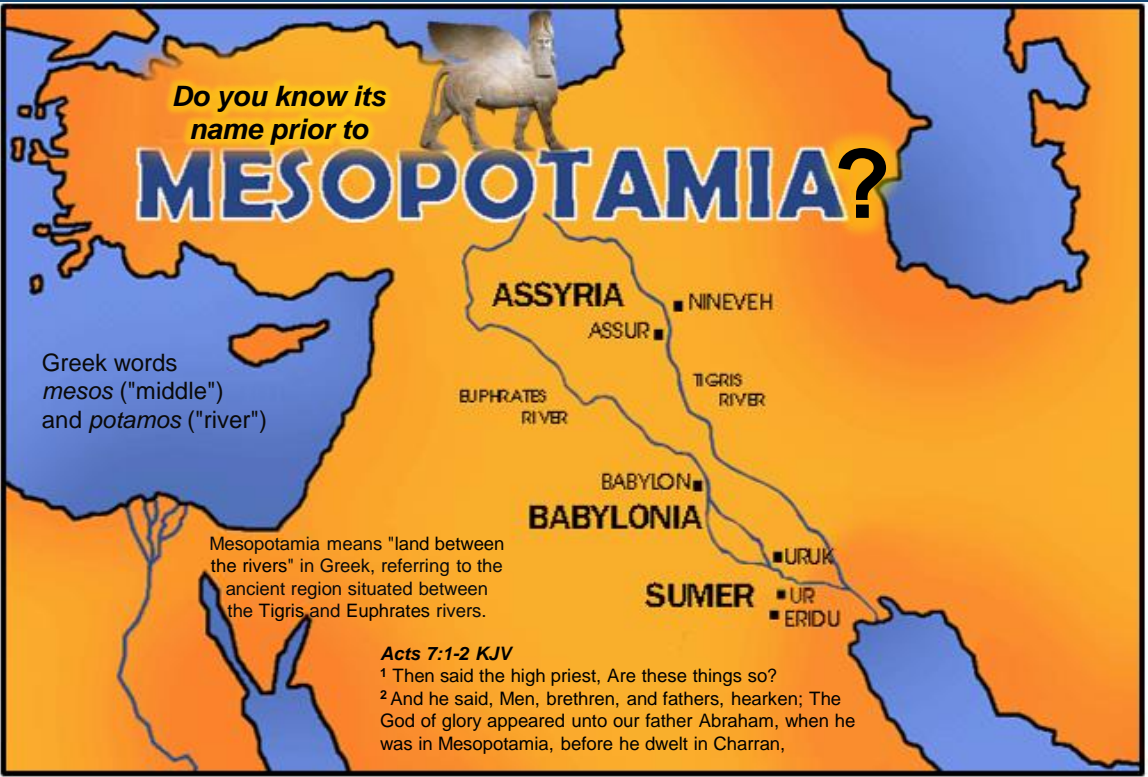 Do you know its
name prior to
MESOPOTAMIA?
ASSYRIA
NINEVEH
ASSUR
Greek words
mesos ("middle")
and potamos ("river")
TIGRIS
RIVER
EUPHRATES
RIVER
BABYLON
BABYLONIA
Mesopotamia means "land between
the rivers" in Greek, referring to the
ancient region situated between
the Tigris and Euphrates rivers.
URUK
SUMER
UR
ERIDU
Acts 7:1-2 KJV
1 Then said the high priest, Are these things so?
2 And he said, Men, brethren, and fathers, hearken; The
God of glory appeared unto our father Abraham, when he
was in Mesopotamia, before he dwelt in Charran,